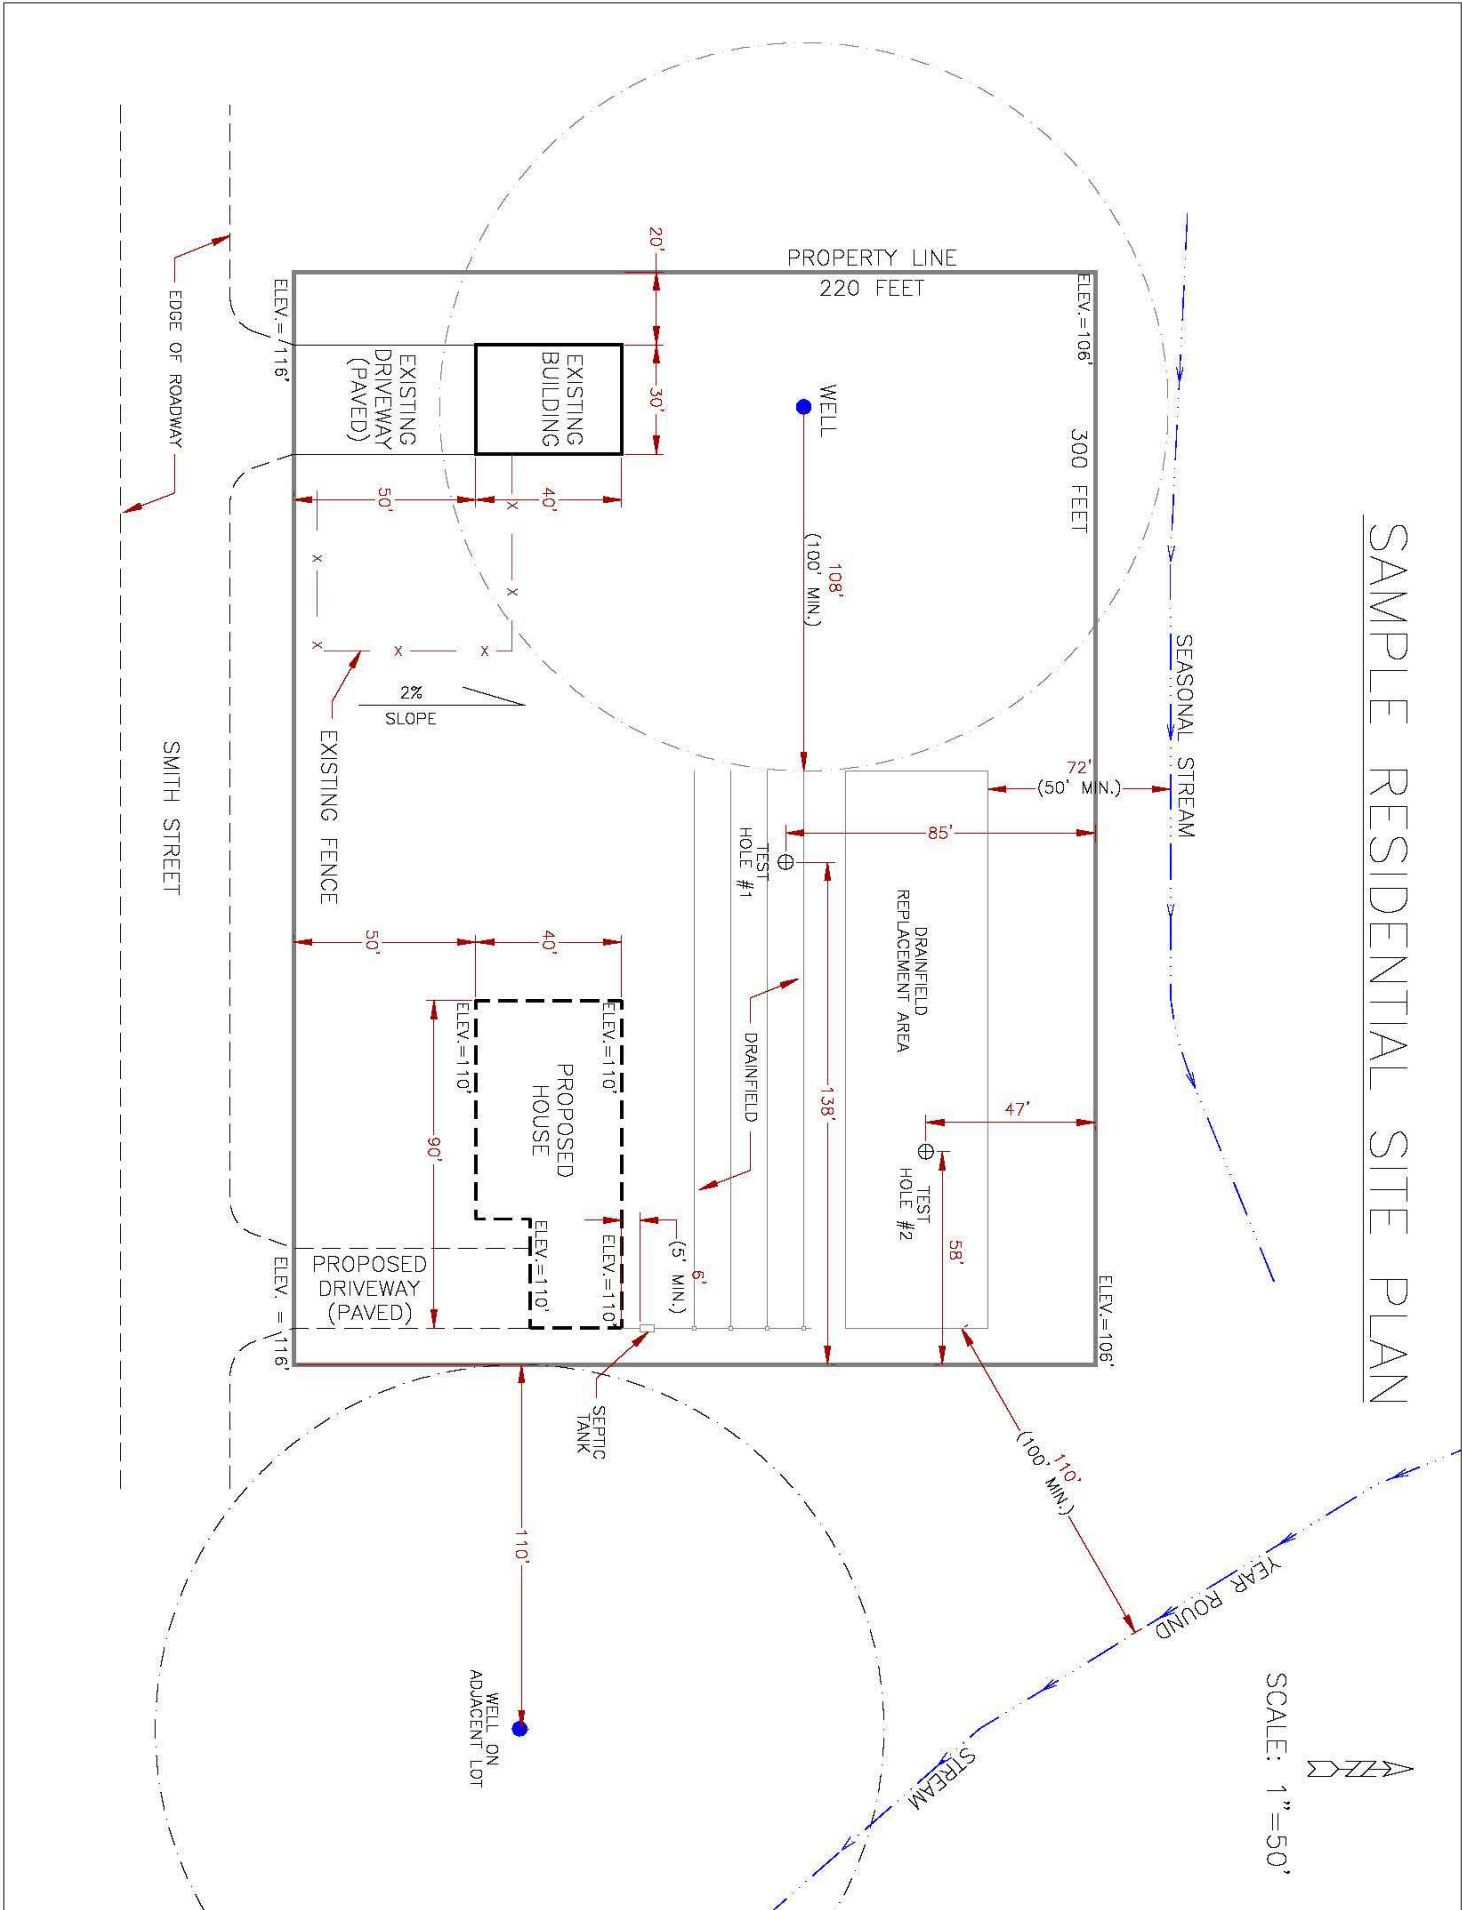 SAMPLE RESIDENTIAL SITE PLAN
SCALE: 1"=50'
SEASONAL STREAM
YEAR ROUND
STREAM
PROPERTY LINE
220 FEET
300 FEET
ELEV.=106'
ELEV.=106'
WELL
108'
(100' MIN.)
72'
(50' MIN.)
85'
47'
DRAINFIELD
REPLACEMENT AREA
TEST
HOLE #1
TEST
HOLE #2
58'
138'
110'
(100' MIN.)
DRAINFIELD
20'
30'
EXISTING
BUILDING
40'
50'
EXISTING
DRIVEWAY
(PAVED)
X
X
X
X
X
X
2%
SLOPE
EXISTING FENCE
40'
50'
ELEV.=110'
ELEV.=110'
PROPOSED
HOUSE
ELEV.=110'
ELEV.=110'
90'
6'
(5' MIN.)
SEPTIC
TANK
PROPOSED
DRIVEWAY
(PAVED)
ELEV.= 116'
ELEV. = 116'
110'
WELL ON
ADJACENT LOT
EDGE OF ROADWAY
SMITH STREET